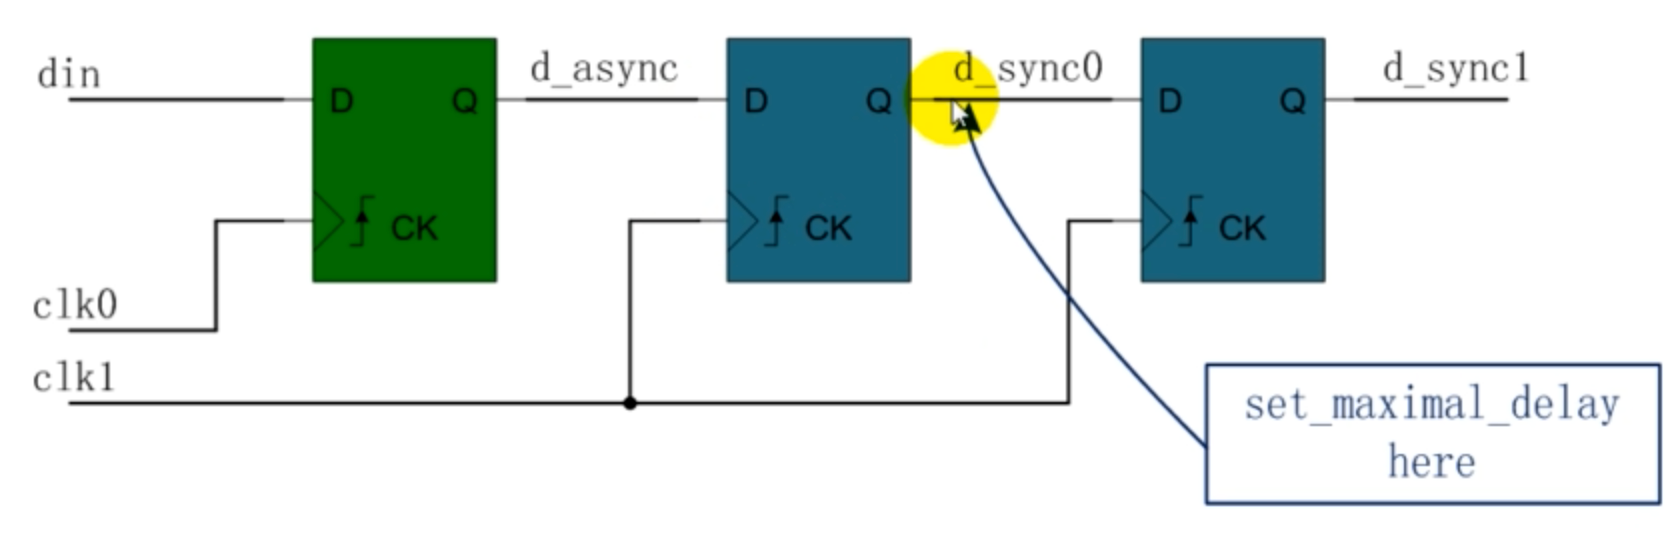 din
d_async
d_sync0
d_sync1
D Q
D Q
D Q
CK
CK
CK
clk0
clk1
set_maximal_delay
here